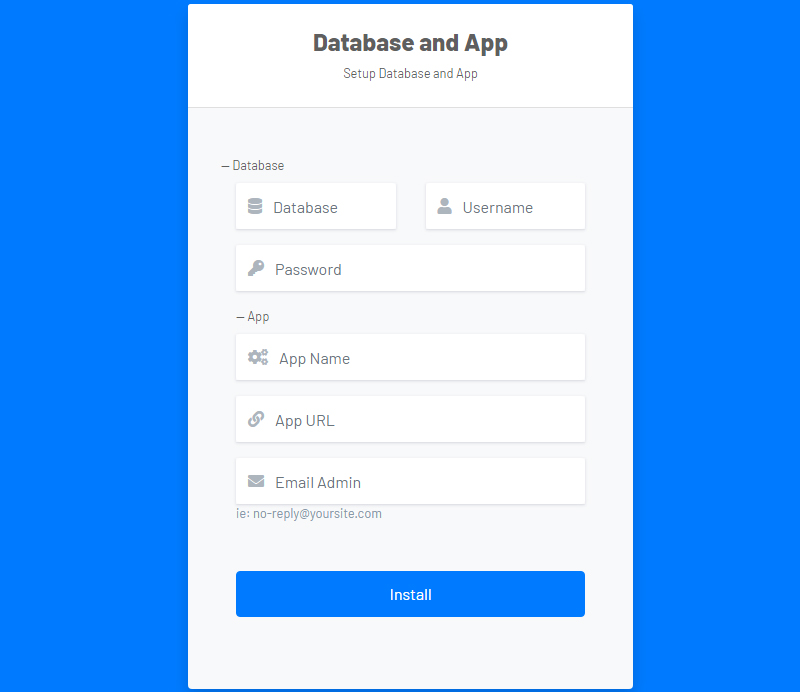 Database and App
Setup Database and App
— Database
Database
Username
Password
— App
App Name
App URL
Email Admin
ie: no-reply@yoursite.com
Install